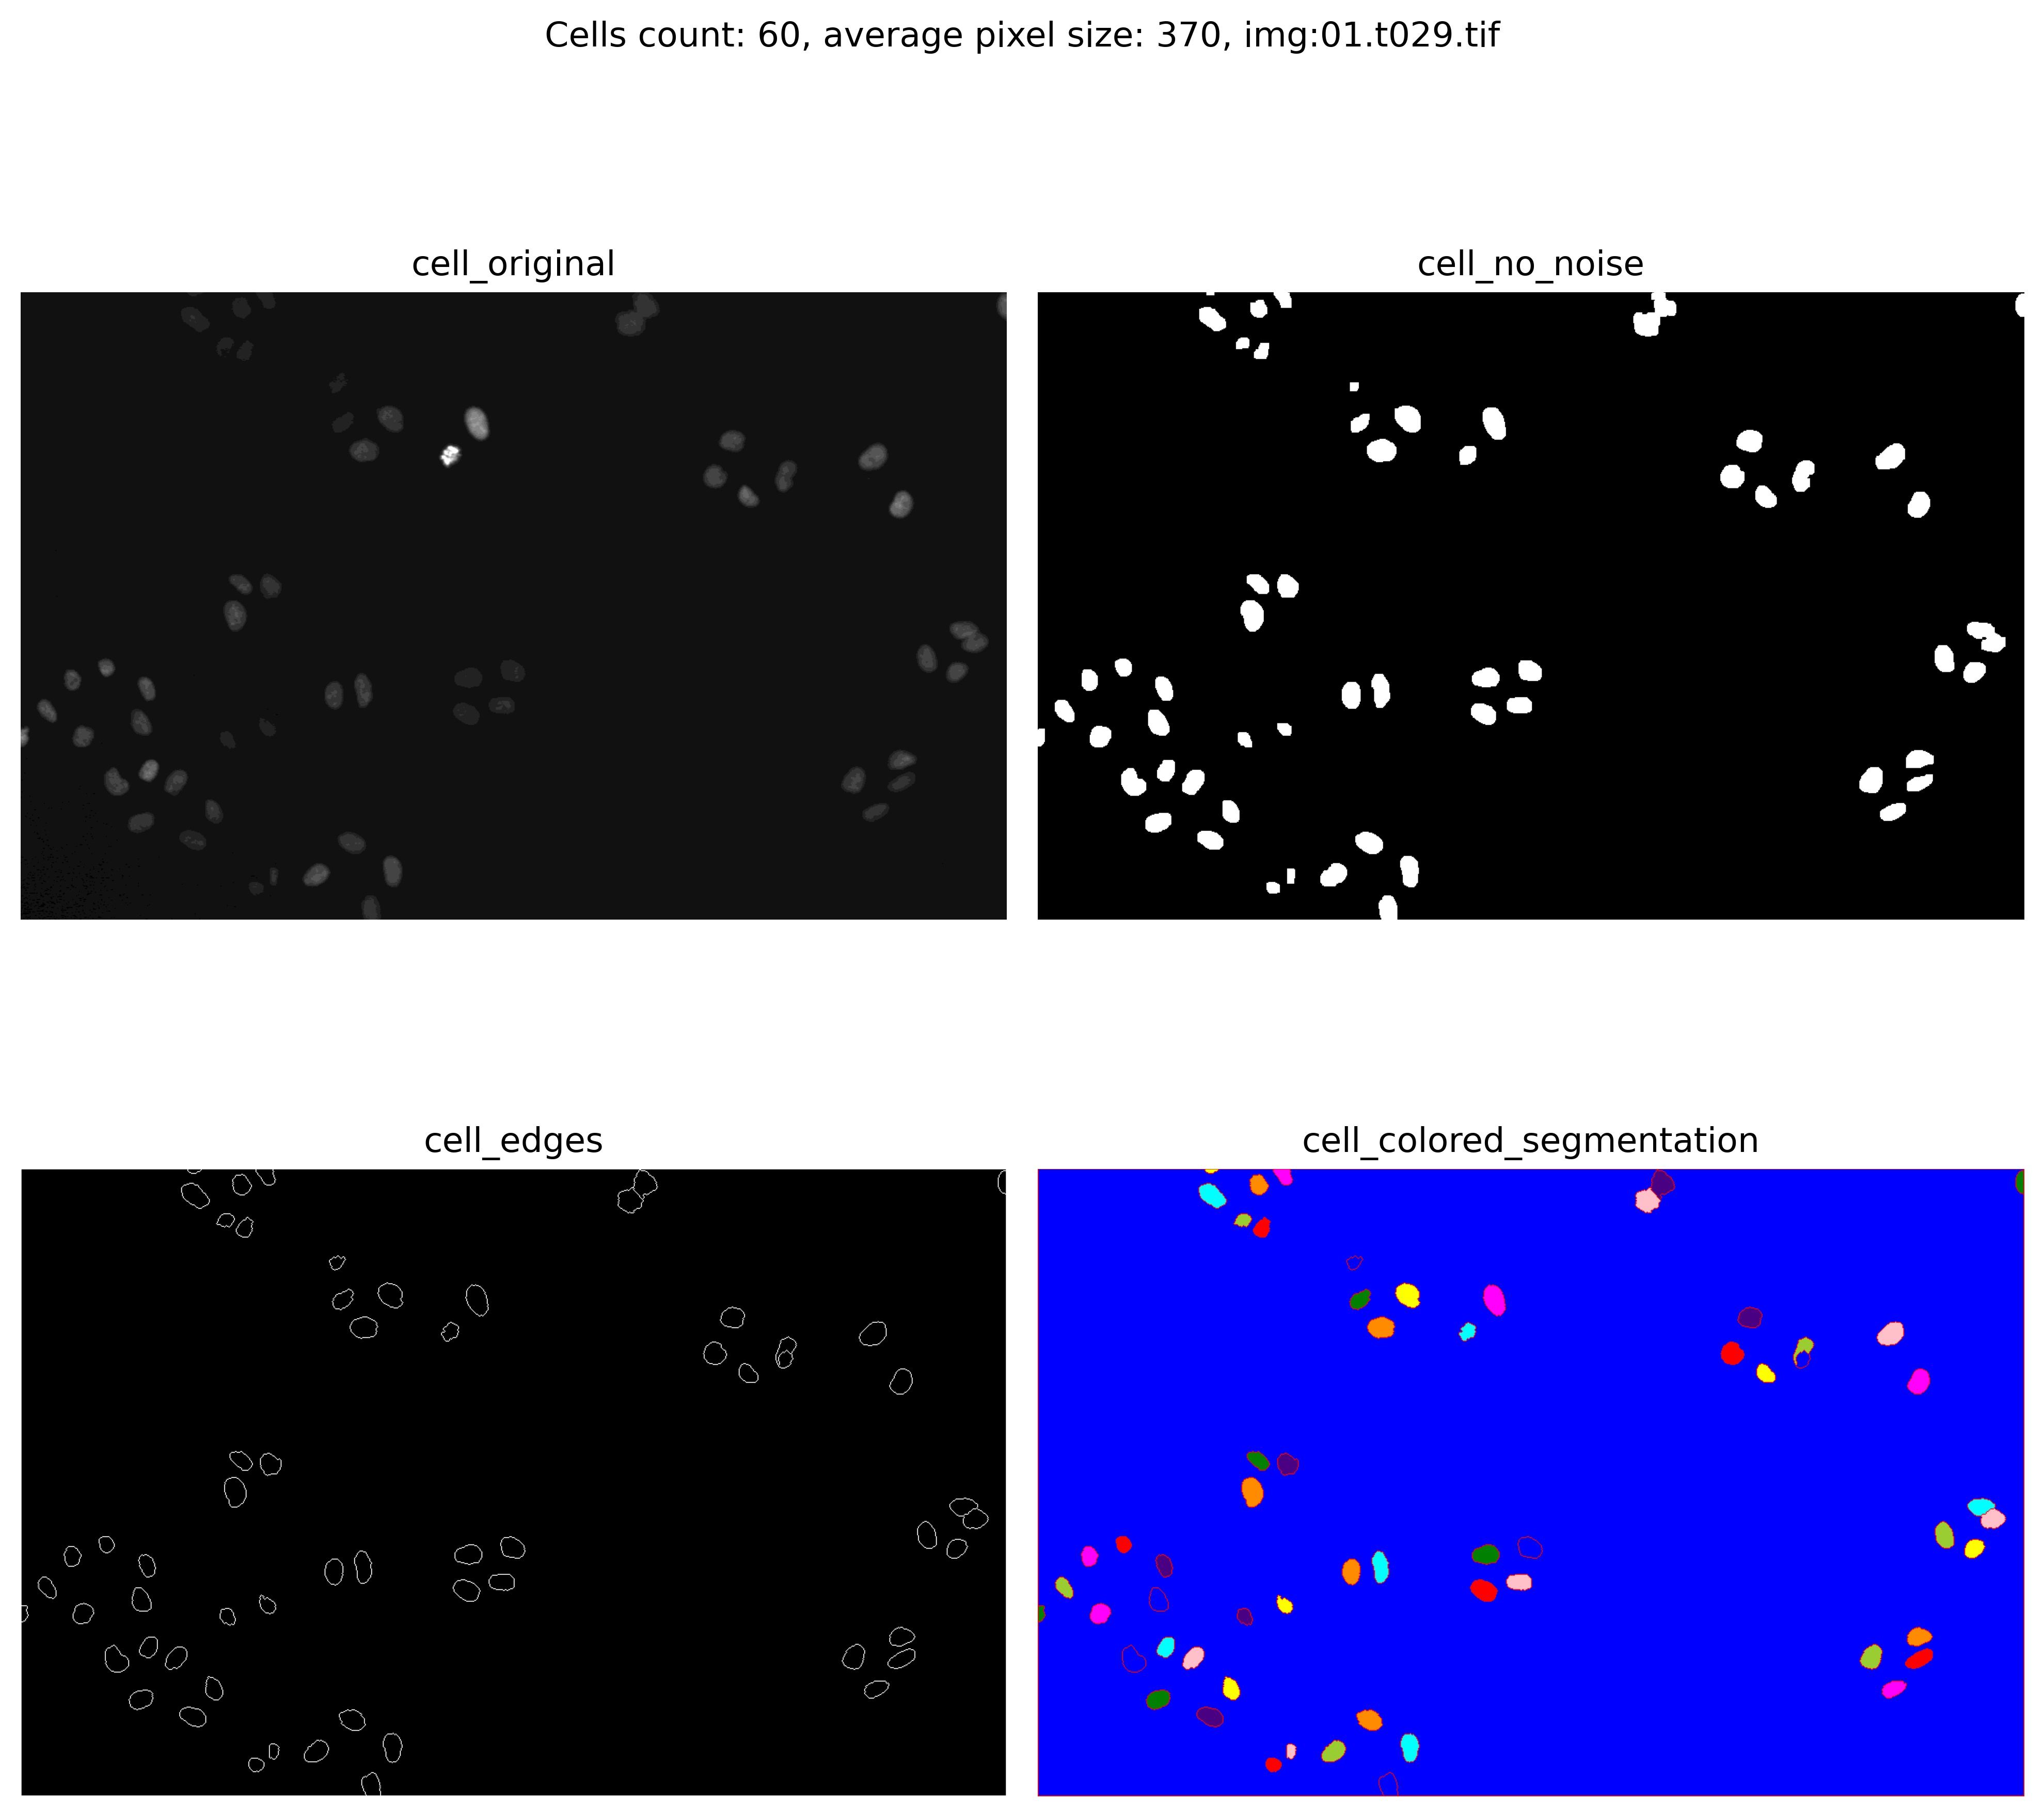 Cells count: 60, average pixel size: 370, img:01.t029.tif
cell_original
cell_no_noise
cell_edges
cell_colored_segmentation